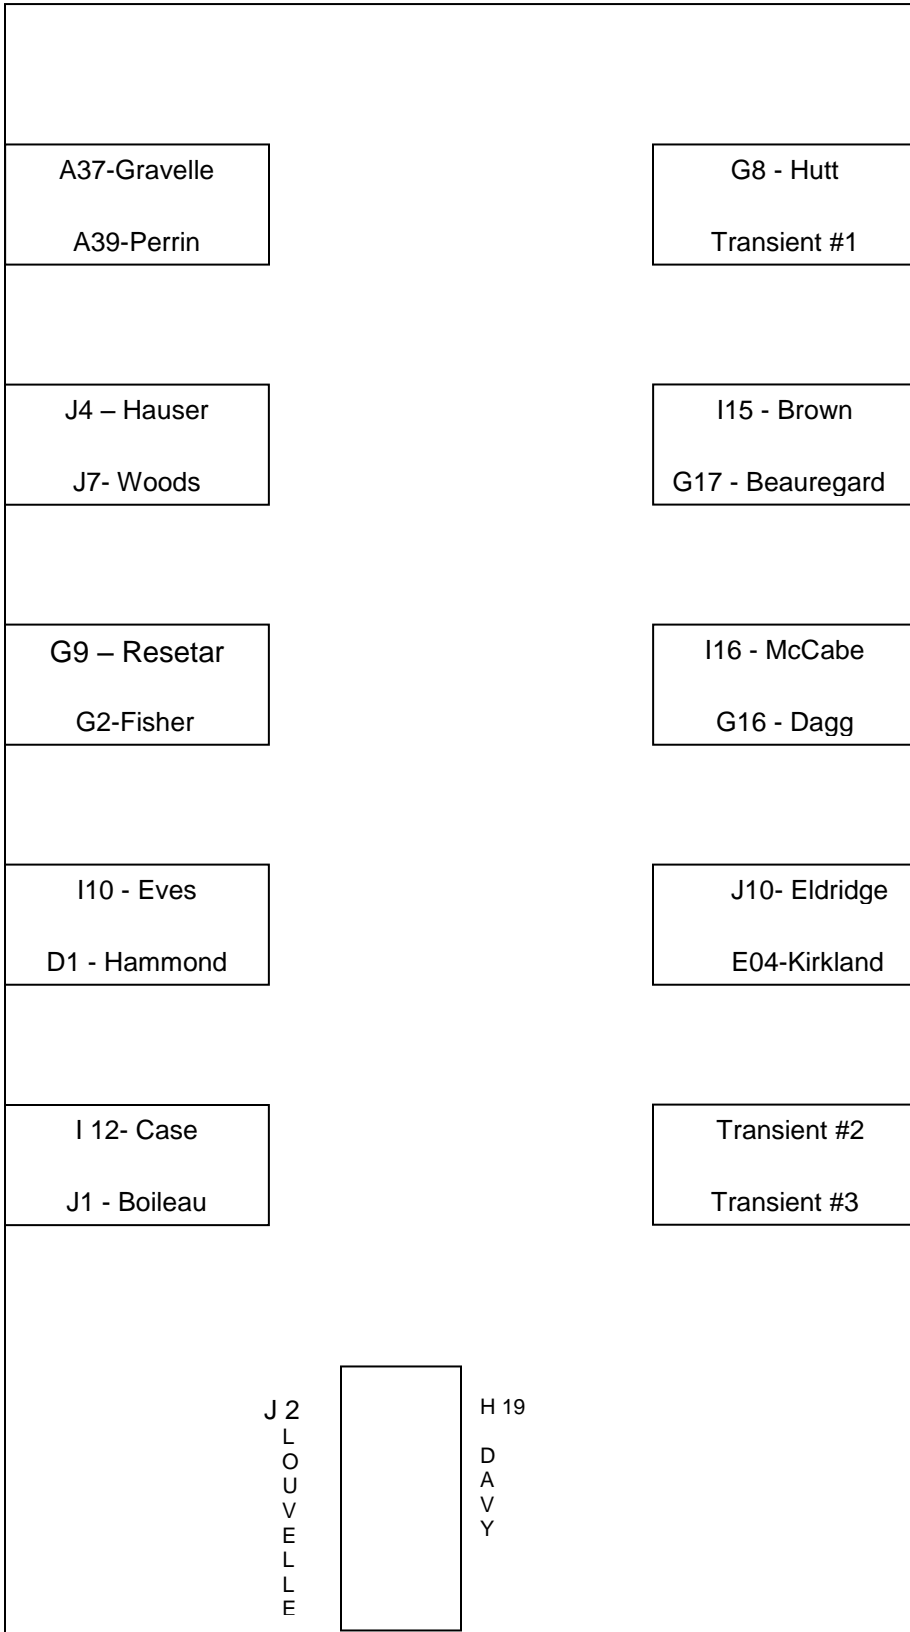 A37-Gravelle
A39-Perrin
G8 - Hutt
Transient #1
J4 – Hauser
J7- Woods
I15 - Brown
G17 - Beauregard
G9 – Resetar
G2-Fisher
I16 - McCabe
G16 - Dagg
I10 - Eves
D1 - Hammond
J10- Eldridge
E04-Kirkland
I 12- Case
J1 - Boileau
Transient #2
Transient #3
J 2
L
O
U
V
E
L
L
E
H 19
D
A
V
Y